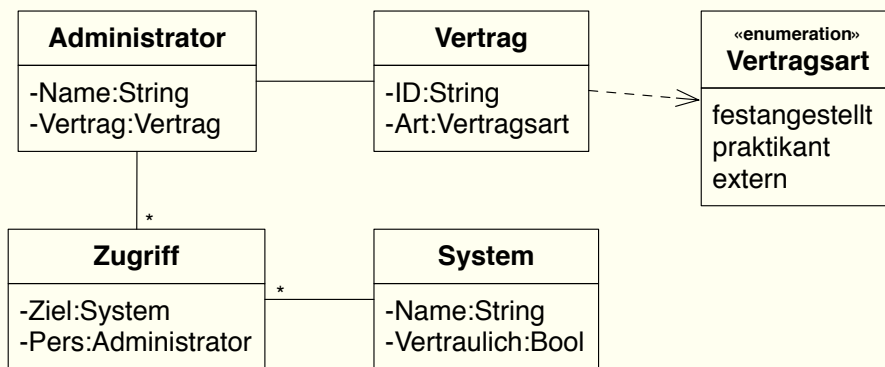 Administrator
-Name:String
-Vertrag:Vertrag
Vertrag
-ID:String
-Art:Vertragsart
«enumeration»
Vertragsart
festangestellt
praktikant
extern
*
Zugriff
-Ziel:System
-Pers:Administrator
*
System
-Name:String
-Vertraulich:Bool